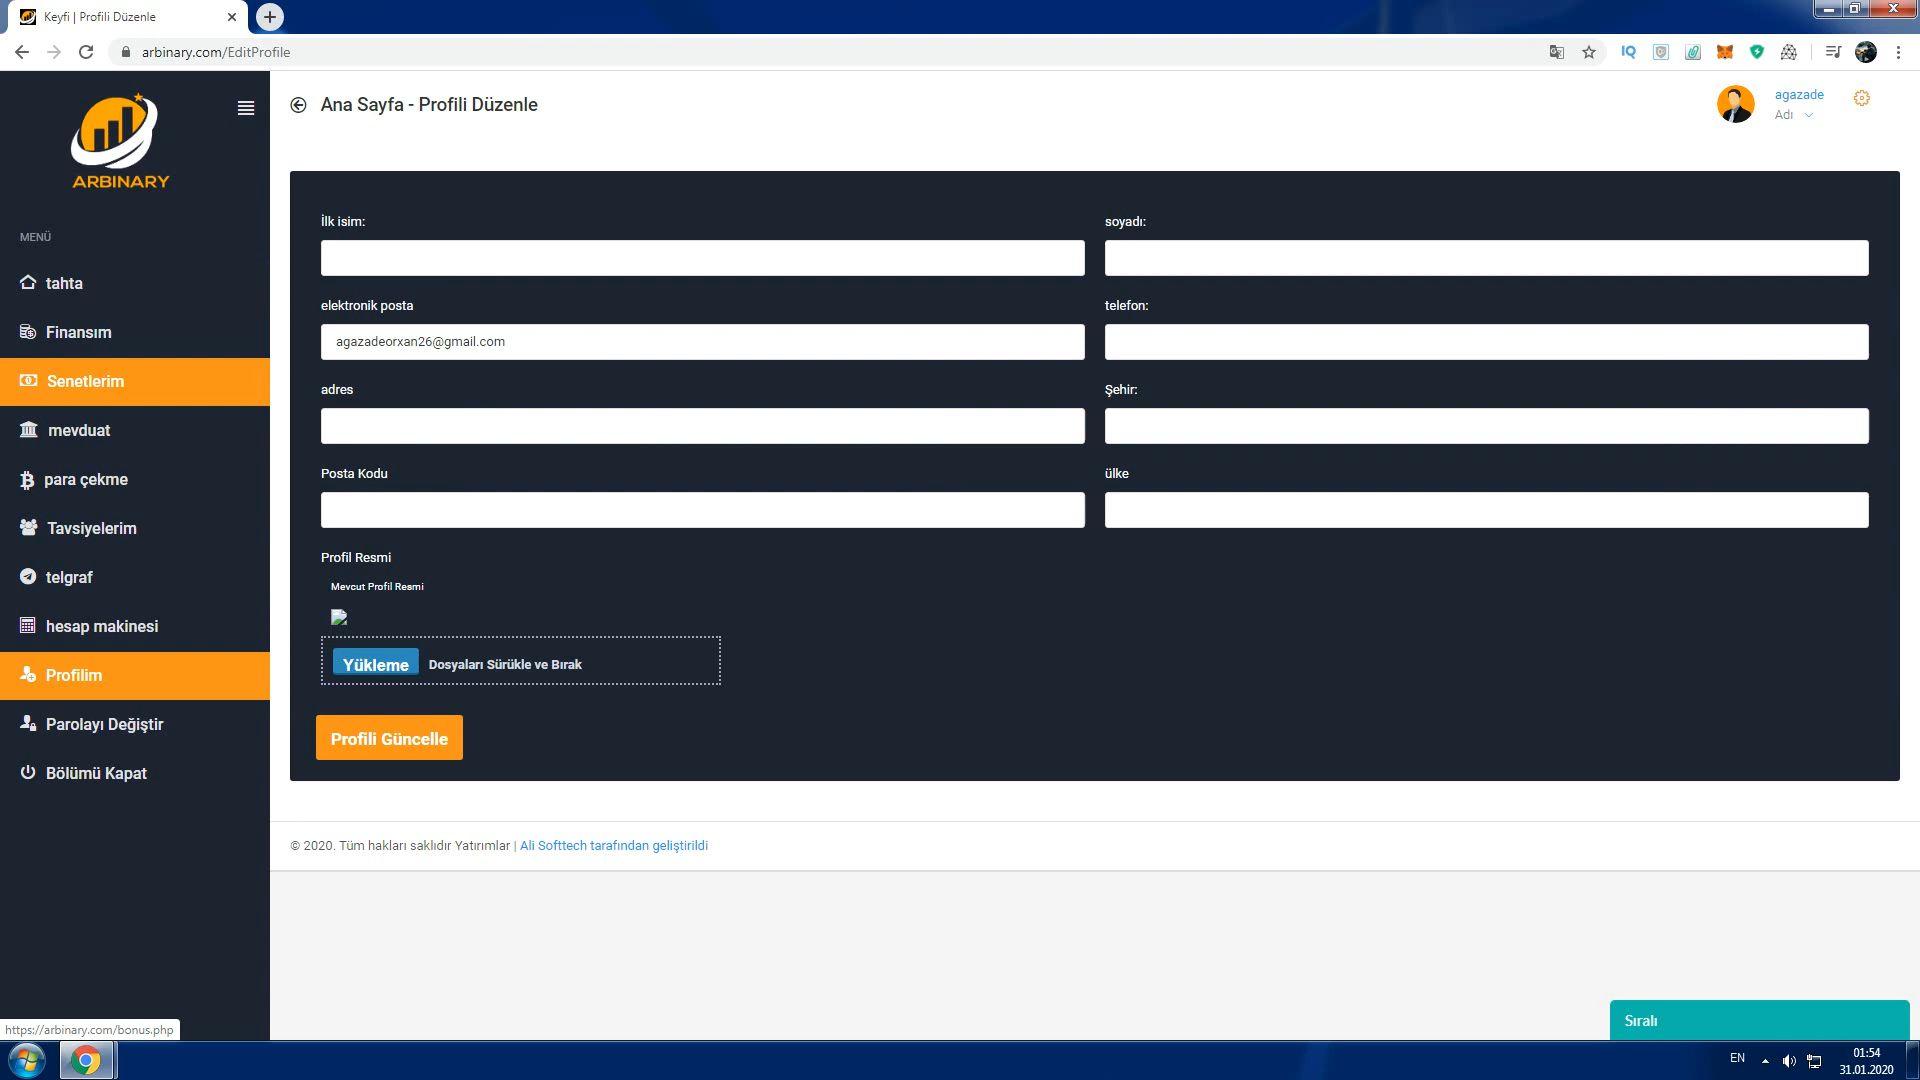 Keyfi | Profili Düzenle
arbinary.com/EditProfile
IQ
ARBINARY
Ana Sayfa - Profili Düzenle
agazade
Adı
MENÜ
tahta
Finansım
Senetlerim
mevduat
para çekme
Tavsiyelerim
telgraf
hesap makinesi
Profilim
Parolayı Değiştir
Bölümü Kapat
İlk isim:
soyadı:
elektronik posta
telefon:
agazadeorxan26@gmail.com
adres
Şehir:
Posta Kodu
ülke
Profil Resmi
Mevcut Profil Resmi
Yükleme Dosyaları Sürükle ve Bırak
Profili Güncelle
© 2020. Tüm hakları saklıdır Yatırımlar | Ali Softtech tarafından geliştirildi
Sıralı
https://arbinary.com/bonus.php
EN
01:54
31.01.2020